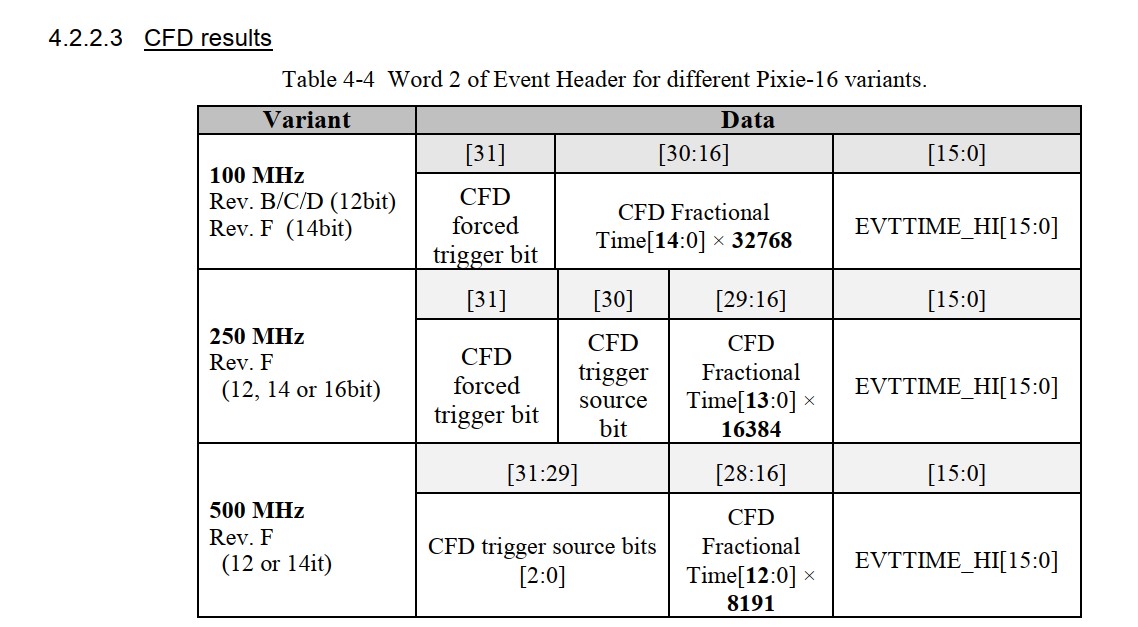 4.2.2.3 CFD results
Table 4-4 Word 2 of Event Header for different Pixie-16 variants.
Variant Data
100 MHz
Rev. B/C/D (12bit)
Rev. F (14bit)
[31] [30:16] [15:0]
CFD
forced
trigger bit
CFD Fractional
Time[14:0] × 32768
EVTTIME_HI[15:0]
250 MHz
Rev. F
(12, 14 or 16bit)
[31] [30] [29:16] [15:0]
CFD
forced
trigger bit
CFD
trigger
source
bit
CFD
Fractional
Time[13:0] ×
16384
EVTTIME_HI[15:0]
500 MHz
Rev. F
(12 or 14it)
[31:29] [28:16] [15:0]
CFD trigger source bits
[2:0]
CFD
Fractional
Time[12:0] ×
8191
EVTTIME_HI[15:0]